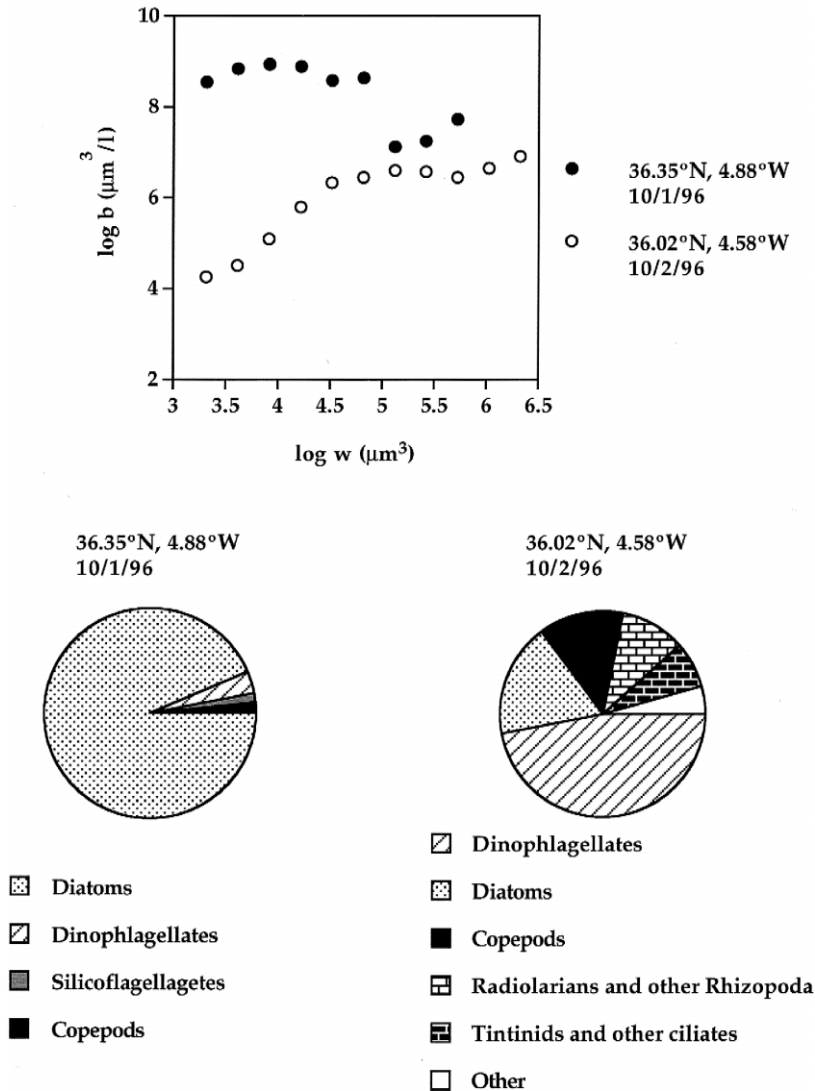 10
8
6
4
2
log b (µm³/l)
3 3.5 4 4.5 5 5.5 6 6.5
log w (µm³)
36.35°N, 4.88°W
10/1/96
36.02°N, 4.58°W
10/2/96
36.35°N, 4.88°W
10/1/96
36.02°N, 4.58°W
10/2/96
Diatoms
Dinophlagellates
Silicoflagellagetes
Copepods
Dinophlagellates
Diatoms
Copepods
Radiolarians and other Rhizopoda
Tintinids and other ciliates
Other